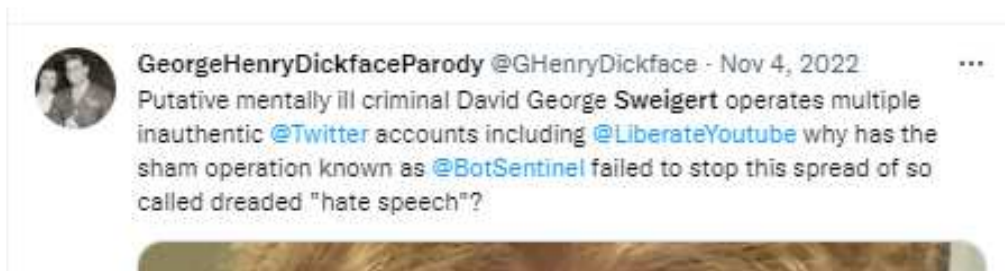 GeorgeHenryDickfaceParody @GHenryDickface · Nov 4, 2022 ...
Putative mentally ill criminal David George Sweigert operates multiple
inauthentic @Twitter accounts including @LiberateYoutube why has the
sham operation known as @BotSentinel failed to stop this spread of so
called dreaded "hate speech"?